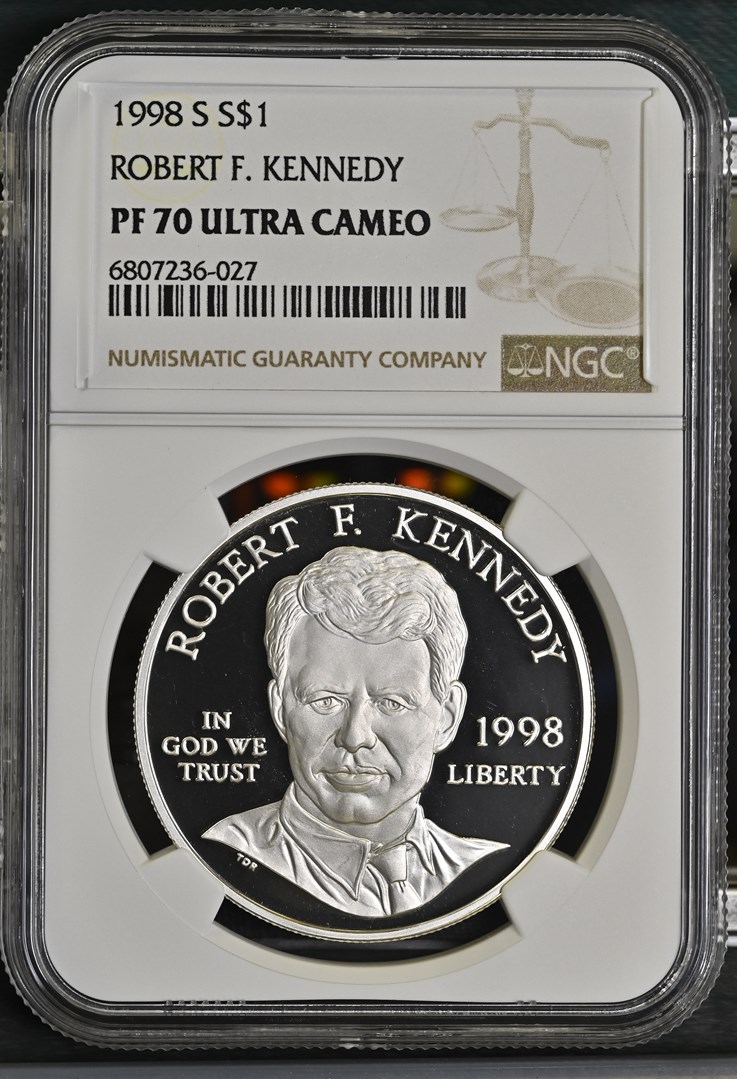 1998 S S$1
ROBERT F. KENNEDY
PF 70 ULTRA CAMEO
6807236-027
NUMISMATIC GUARANTY COMPANY
NGC®
ROBERT F. KENNEDY
IN
GOD WE
TRUST
1998
LIBERTY
TDR